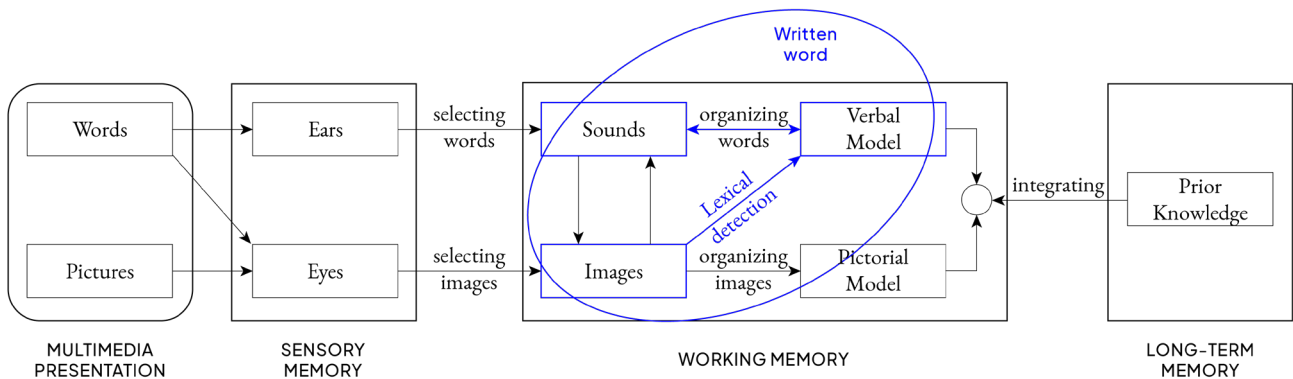 Written
word
Words
Ears
selecting
words
Sounds
organizing
words
Verbal
Model
Lexical
detection
integrating
Prior
Knowledge
Pictures
Eyes
selecting
images
Images
organizing
images
Pictorial
Model
MULTIMEDIA
PRESENTATION
SENSORY
MEMORY
WORKING MEMORY
LONG-TERM
MEMORY